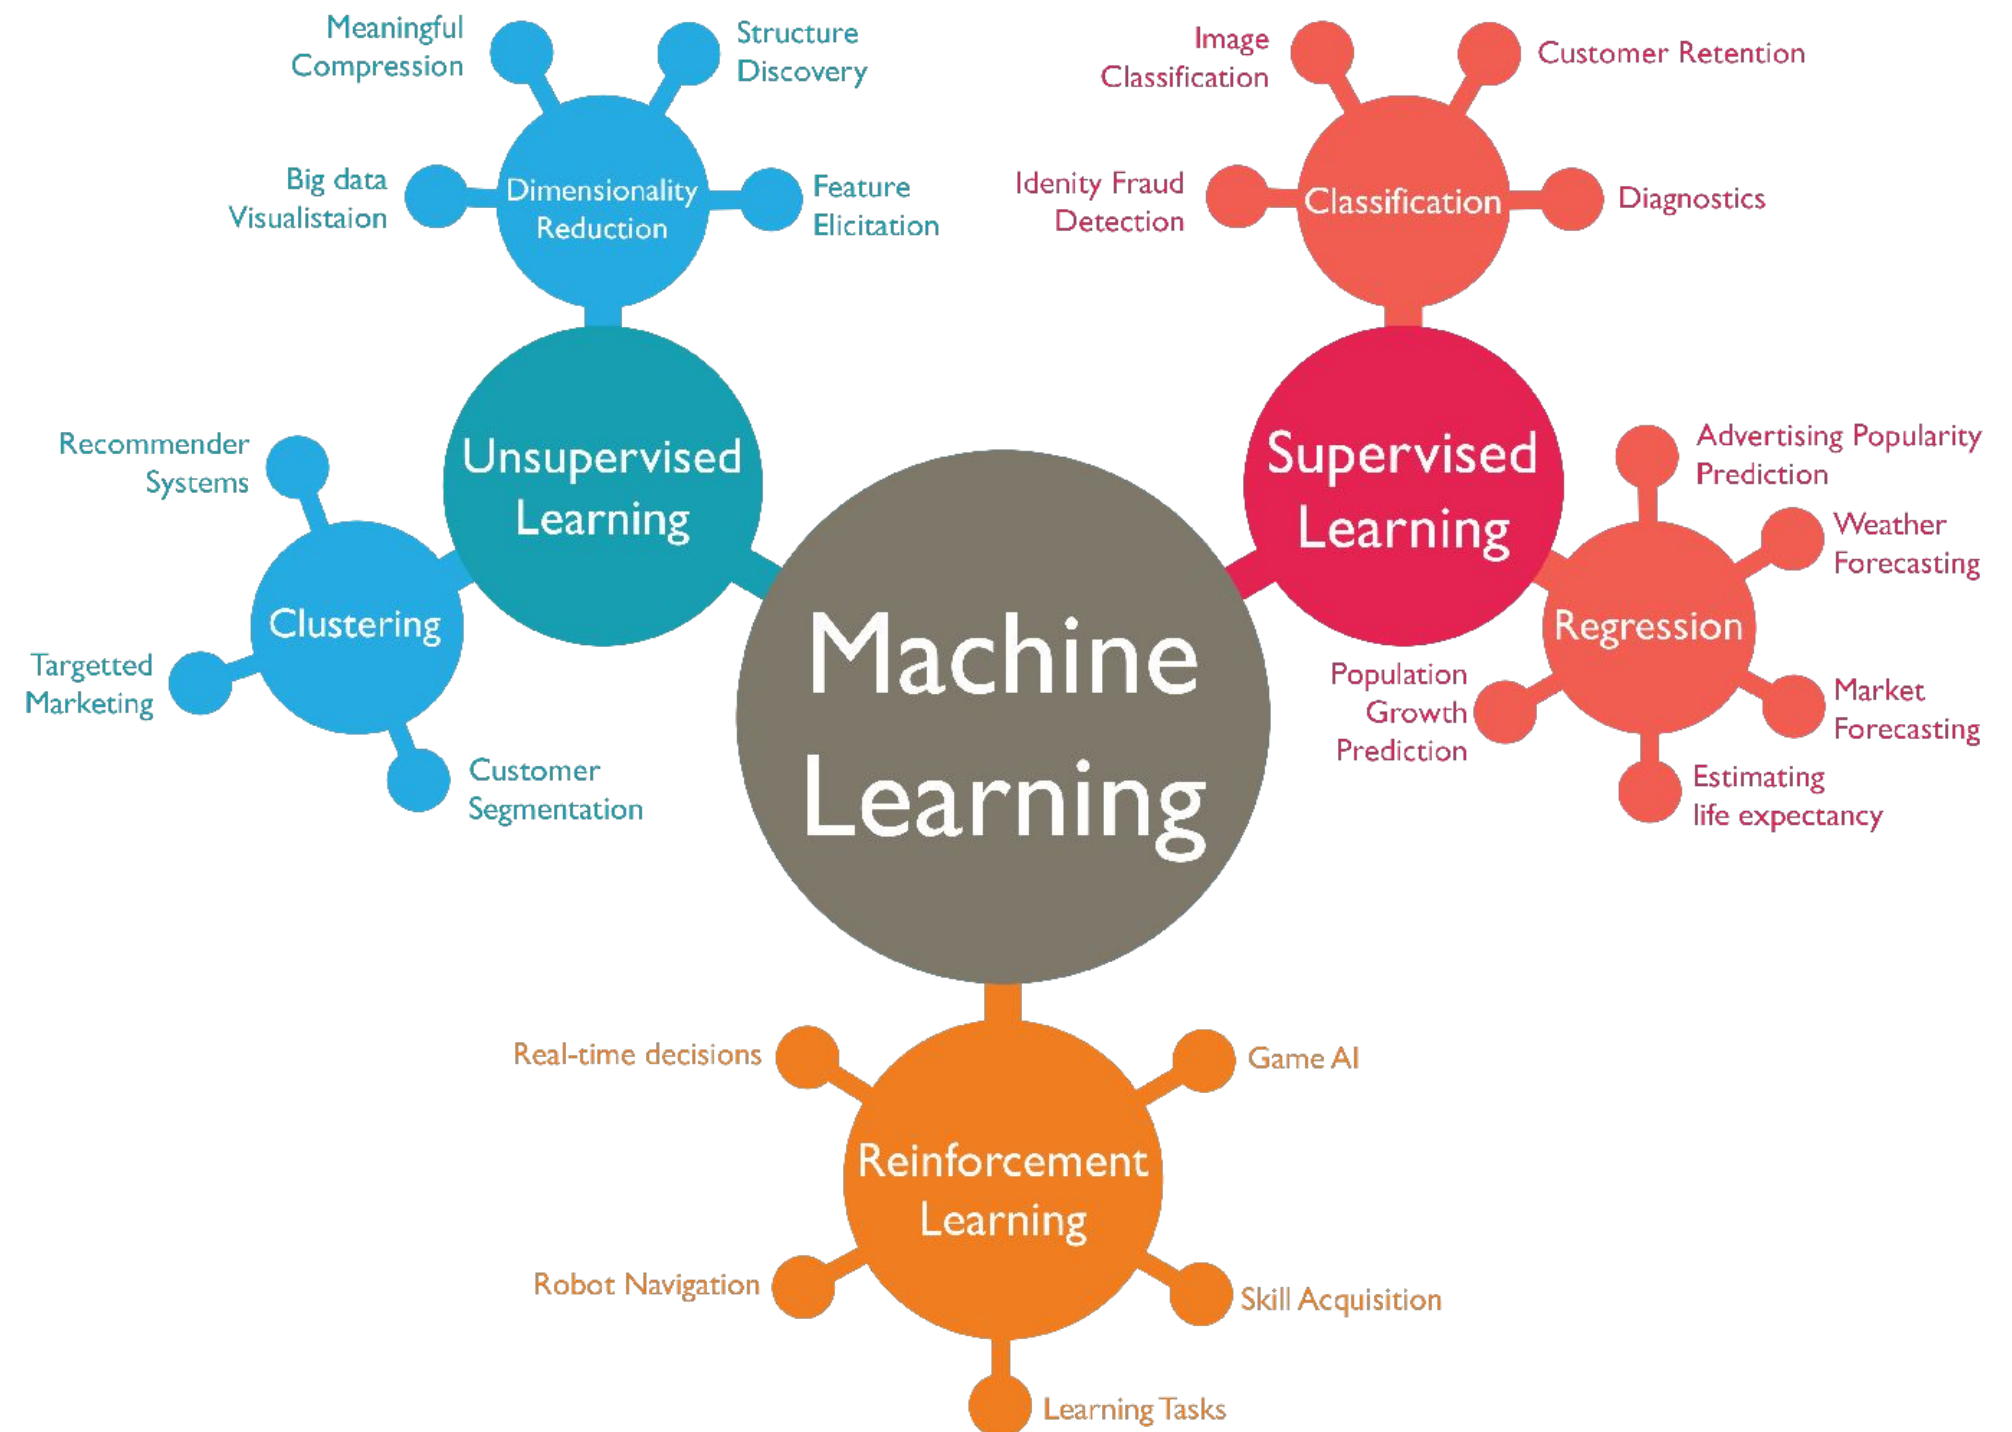 Meaningful
Compression
Structure
Discovery
Big data
Visualistaion
Dimensionality
Reduction
Feature
Elicitation
Image
Classification
Customer Retention
Idenity Fraud
Detection
Classification
Diagnostics
Recommender
Systems
Unsupervised
Learning
Clustering
Targetted
Marketing
Customer
Segmentation
Supervised
Learning
Advertising Popularity
Prediction
Weather
Forecasting
Regression
Population
Growth
Prediction
Market
Forecasting
Estimating
life expectancy
Machine
Learning
Real-time decisions
Game AI
Reinforcement
Learning
Robot Navigation
Skill Acquisition
Learning Tasks